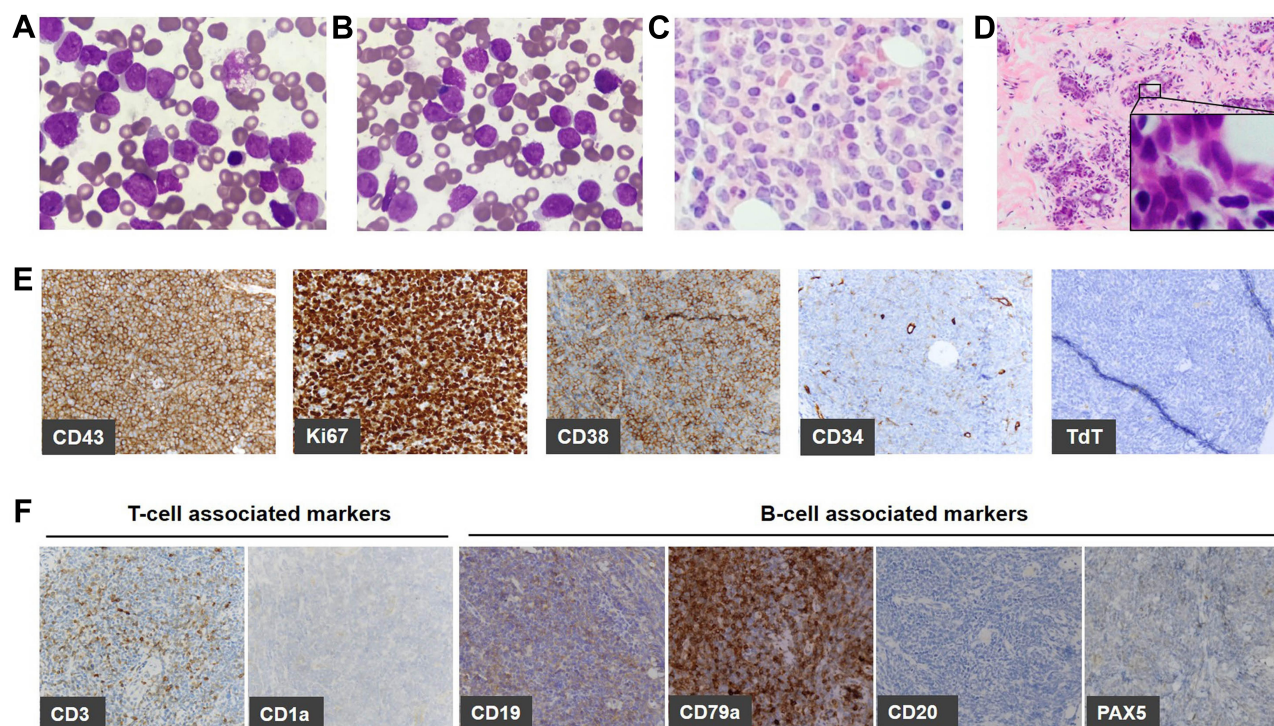 A
B
C
D
E
CD43
Ki67
CD38
CD34
TdT
F
T-cell associated markers
B-cell associated markers
CD3
CD1a
CD19
CD79a
CD20
PAX5